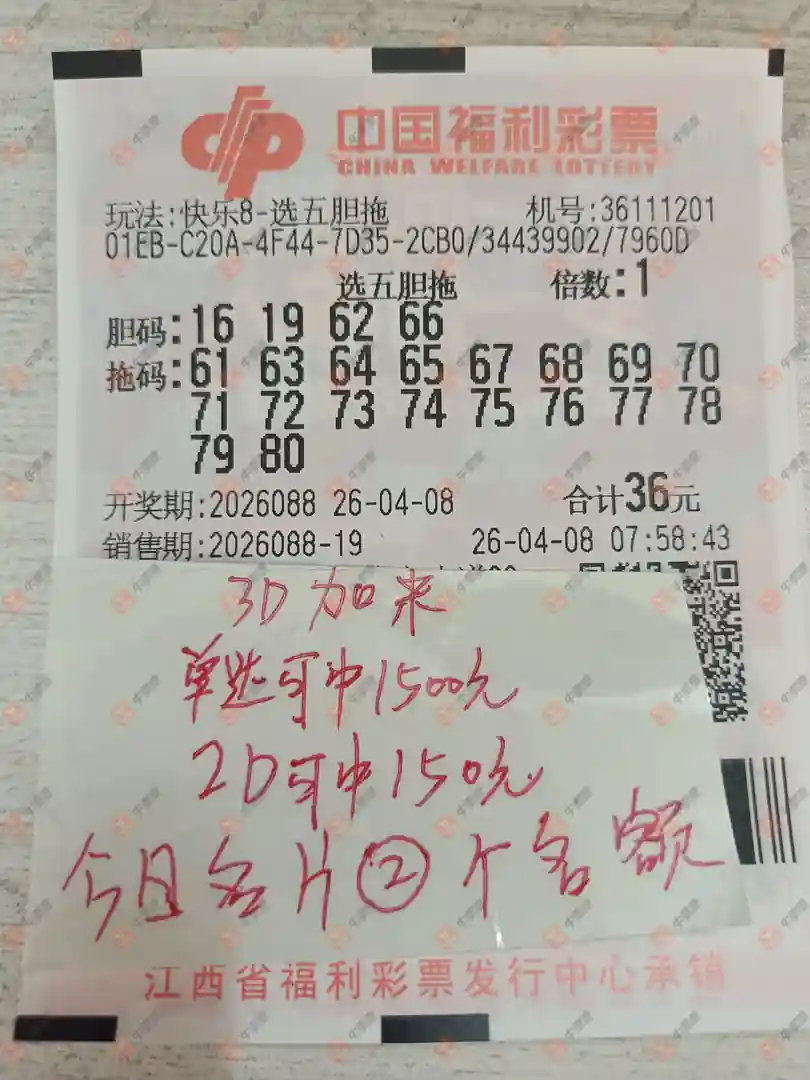 中国福利彩票
CHINA WELFARE LOTTERY
玩法:快乐8-选五胆拖 机号:36111201
01EB-C20A-4F44-7D35-2CB0/34439902/7960D
选五胆拖 倍数:1
胆码:16 19 62 66
拖码:61 63 64 65 67 68 69 70
71 72 73 74 75 76 77 78
79 80
开奖期:2026088 26-04-08 合计36元
销售期:2026088-19 26-04-08 07:58:43
3D加来
单选可中1500元
2D可中150元
今日名片②个名额
江西省福利彩票发行中心承销